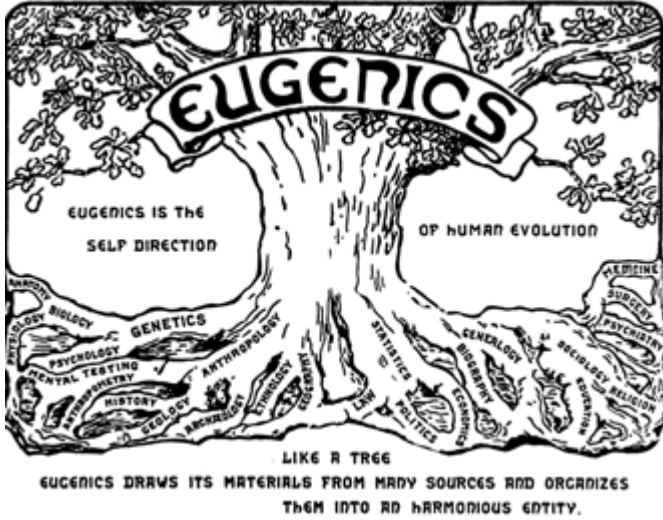 EUGENICS
EUGENICS IS THE
SELF DIRECTION
OF HUMAN EVOLUTION
ANATOMY
PHYSIOLOGY
BIOLOGY
GENETICS
PSYCHOLOGY
MENTAL TESTING
ANTHROPOMETRY
HISTORY
GEOLOGY
ANTHROPOLOGY
ARCHÆOLOGY
ETHNOLOGY
GEOGRAPHY
LAW
STATISTICS
POLITICS
ECONOMICS
BIOGRAPHY
GENEALOGY
EDUCATION
SOCIOLOGY
RELIGION
PSYCHIATRY
SURGERY
MEDICINE
LIKE A TREE
EUGENICS DRAWS ITS MATERIALS FROM MANY SOURCES AND ORGANIZES
THEM INTO AN HARMONIOUS ENTITY.